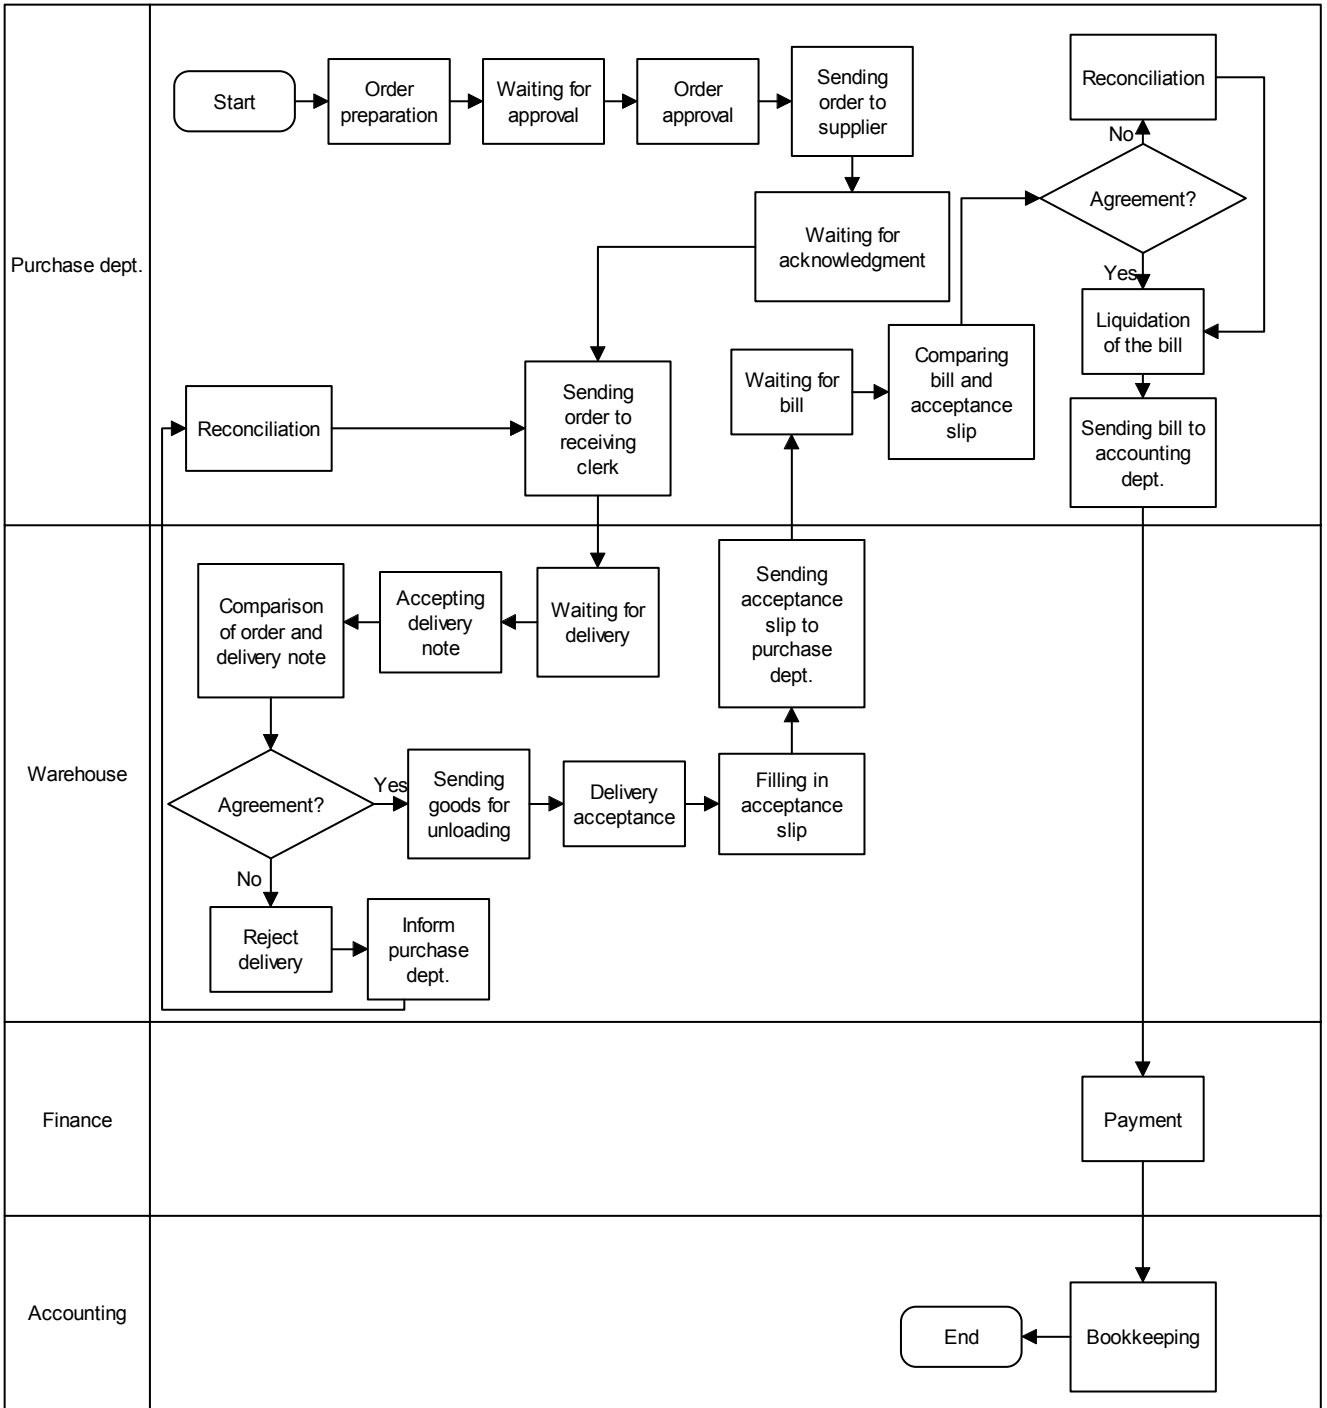 Purchase dept.
Start
Order
preparation
Waiting for
approval
Order
approval
Sending
order to
supplier
Waiting for
acknowledgment
Reconciliation
No
Agreement?
Yes
Liquidation
of the bill
Sending bill to
accounting
dept.
Waiting for
bill
Comparing
bill and
acceptance
slip
Sending
order to
receiving
clerk
Reconciliation
Warehouse
Comparison
of order and
delivery note
Accepting
delivery
note
Waiting for
delivery
Sending
acceptance
slip to
purchase
dept.
Agreement?
Yes
Sending
goods for
unloading
Delivery
acceptance
Filling in
acceptance
slip
No
Reject
delivery
Inform
purchase
dept.
Finance
Payment
Accounting
End
Bookkeeping